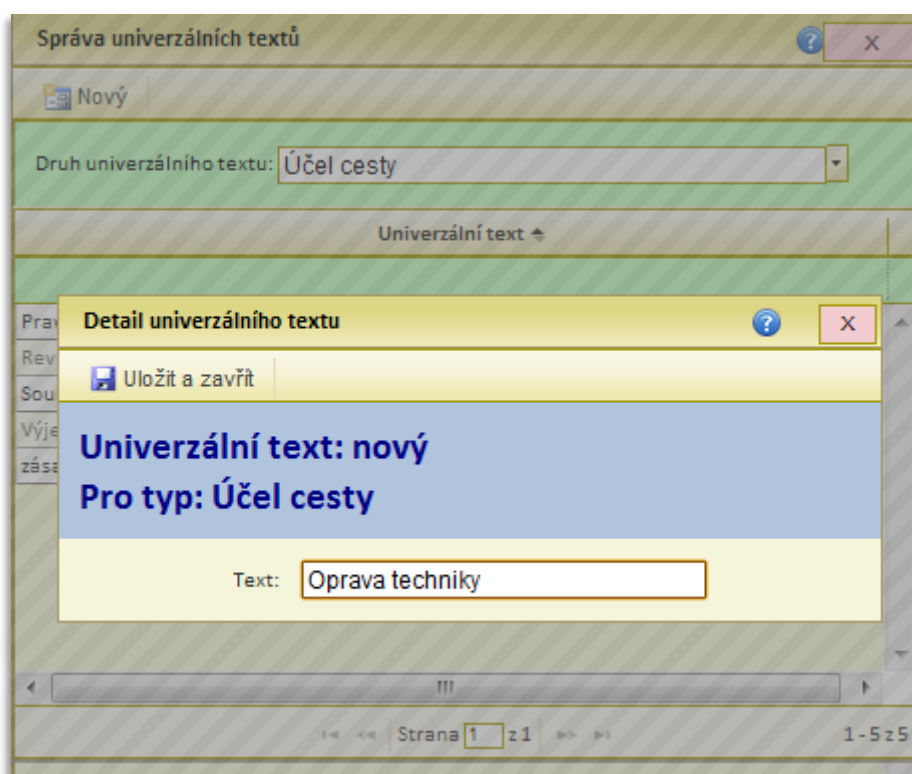 Správa univerzálních textů
X
Nový
Druh univerzálního textu: Účel cesty
Univerzální text
Detail univerzálního textu
X
Uložit a zavřít
Univerzální text: nový
Pro typ: Účel cesty
Text: Oprava techniky
Strana 1 z 1
1 - 5 z 5